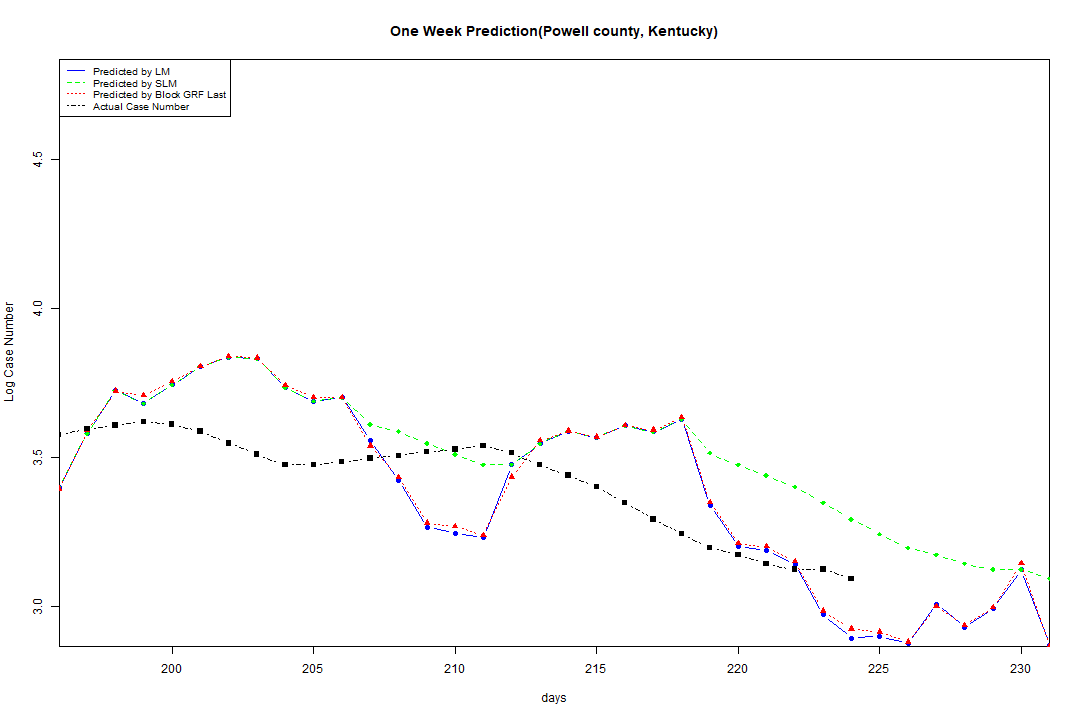 One Week Prediction(Powell county, Kentucky)
Predicted by LM
Predicted by SLM
Predicted by Block GRF Last
Actual Case Number
4.5
4.0
3.5
3.0
Log Case Number
200 205 210 215 220 225 230
days